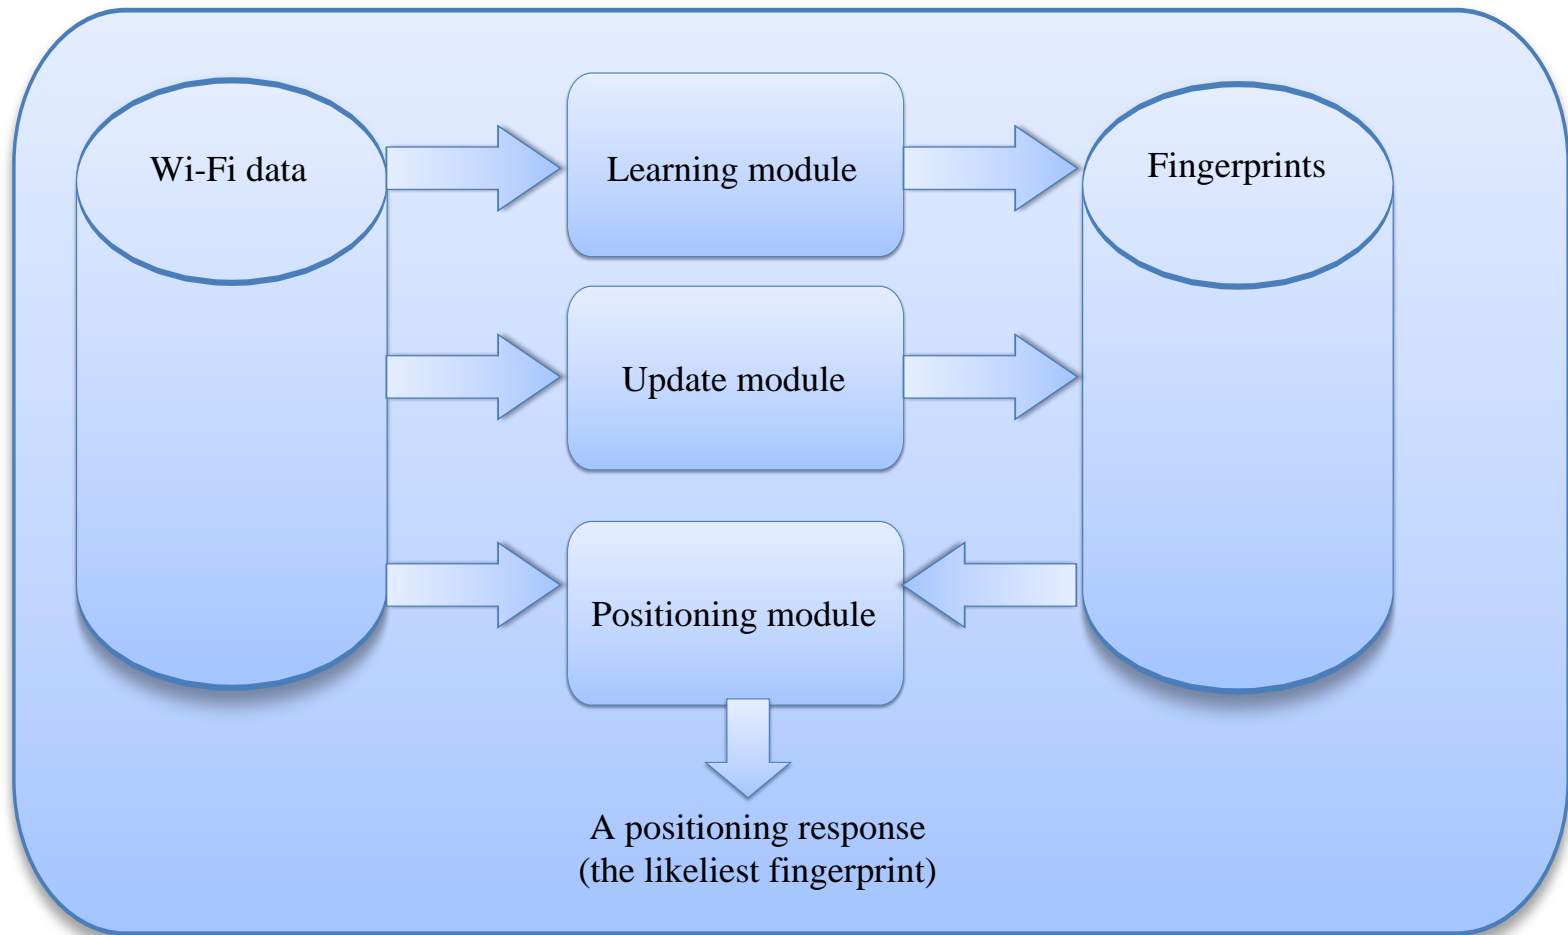 Wi-Fi data
Learning module
Fingerprints
Update module
Positioning module
A positioning response
(the likeliest fingerprint)